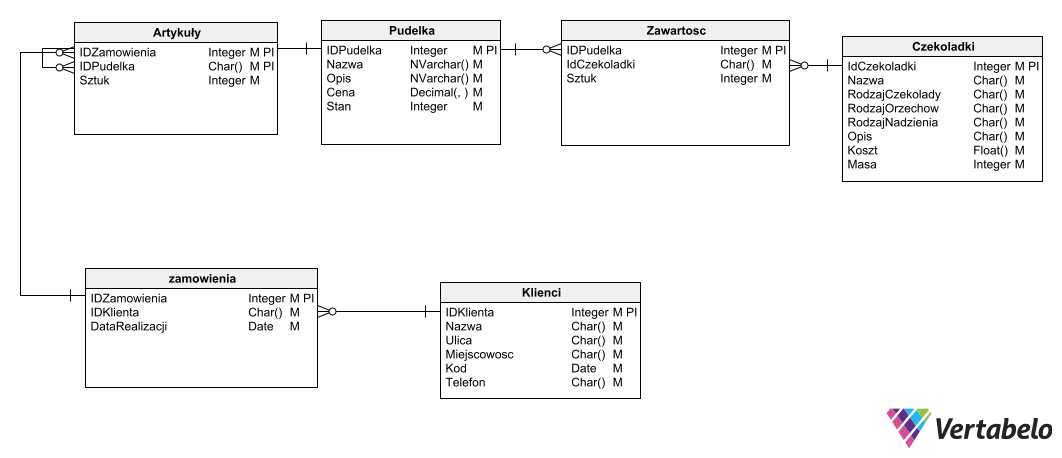 Artykuły
IDZamowienia Integer M PI
IDPudelka Char() M PI
Sztuk Integer M
Pudelka
IDPudelka Integer M PI
Nazwa NVarchar() M
Opis NVarchar() M
Cena Decimal(, ) M
Stan Integer M
Zawartosc
IDPudelka Integer M PI
IdCzekoladki Char() M
Sztuk Integer M
Czekoladki
IdCzekoladki Integer M PI
Nazwa Char() M
RodzajCzekolady Char() M
RodzajOrzechow Char() M
RodzajNadzienia Char() M
Opis Char() M
Koszt Float() M
Masa Integer M
zamowienia
IDZamowienia Integer M PI
IDKlienta Char() M
DataRealizacji Date M
Klienci
IDKlienta Integer M PI
Nazwa Char() M
Ulica Char() M
Miejscowosc Char() M
Kod Date M
Telefon Char() M
Vertabelo